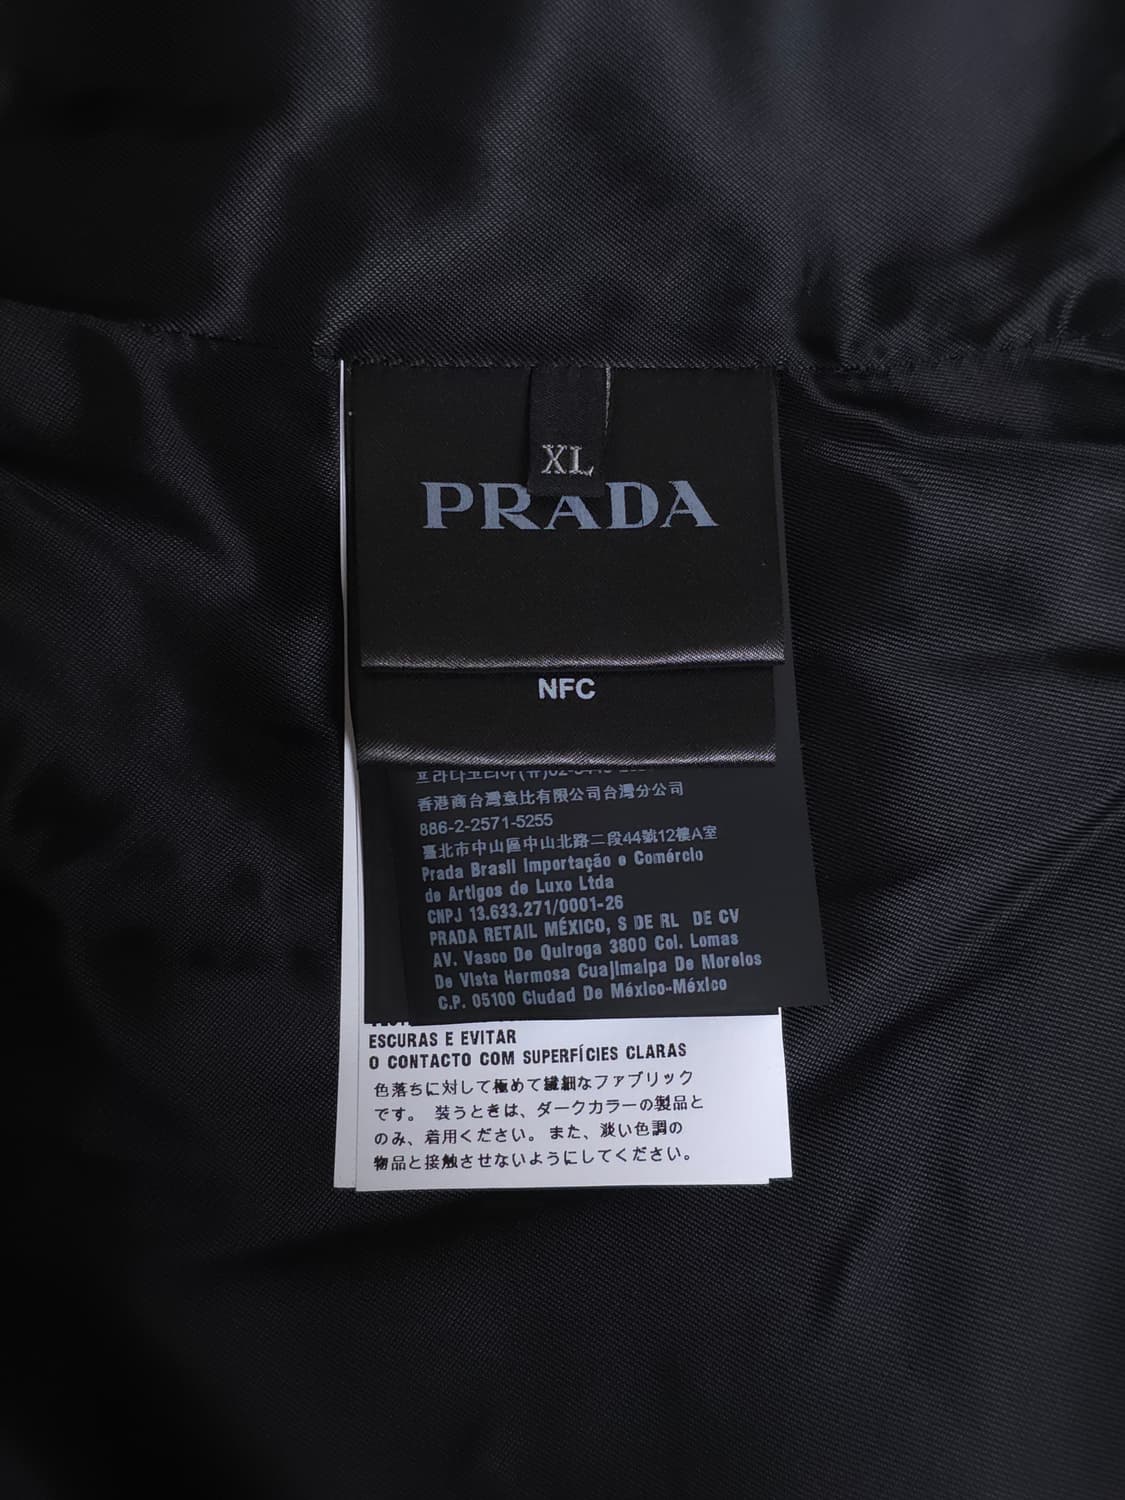 XL
PRADA
NFC
香港商台灣意比有限公司台灣分公司
886-2-2571-5255
臺北市中山區中山北路二段44號12樓A室
Prada Brasil Importação e Comércio
de Artigos de Luxo Ltda
CNPJ 13.633.271/0001-26
PRADA RETAIL MÉXICO, S DE RL DE CV
AV. Vasco De Quiroga 3800 Col. Lomas
De Vista Hermosa Cuajimalpa De Morelos
C.P. 05100 Ciudad De México-México
ESCURAS E EVITAR
O CONTACTO COM SUPERFÍCIES CLARAS
色落ちに対して極めて繊細なファブリック
です。 装うときは、ダークカラーの製品と
のみ、着用ください。 また、淡い色調の
物品と接触させないようにしてください。